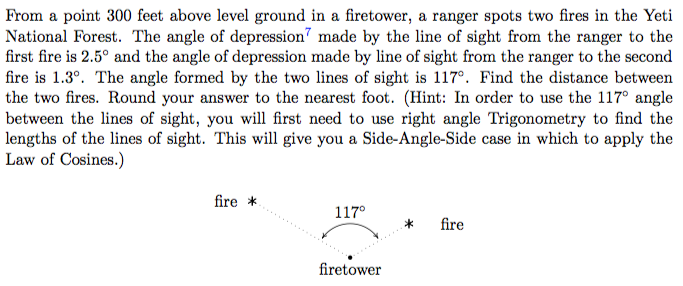 From a point 300 feet above level ground in a firetower, a ranger spots two fires in the Yeti
National Forest. The angle of depression⁷ made by the line of sight from the ranger to the
first fire is 2.5° and the angle of depression made by line of sight from the ranger to the second
fire is 1.3°. The angle formed by the two lines of sight is 117°. Find the distance between
the two fires. Round your answer to the nearest foot. (Hint: In order to use the 117° angle
between the lines of sight, you will first need to use right angle Trigonometry to find the
lengths of the lines of sight. This will give you a Side-Angle-Side case in which to apply the
Law of Cosines.)
fire *
117°
* fire
firetower